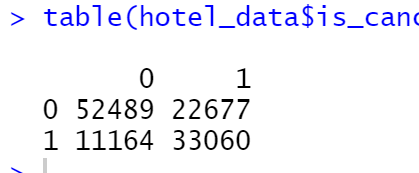 > table(hotel_data$is_canc
0 1
0 52489 22677
1 11164 33060
>